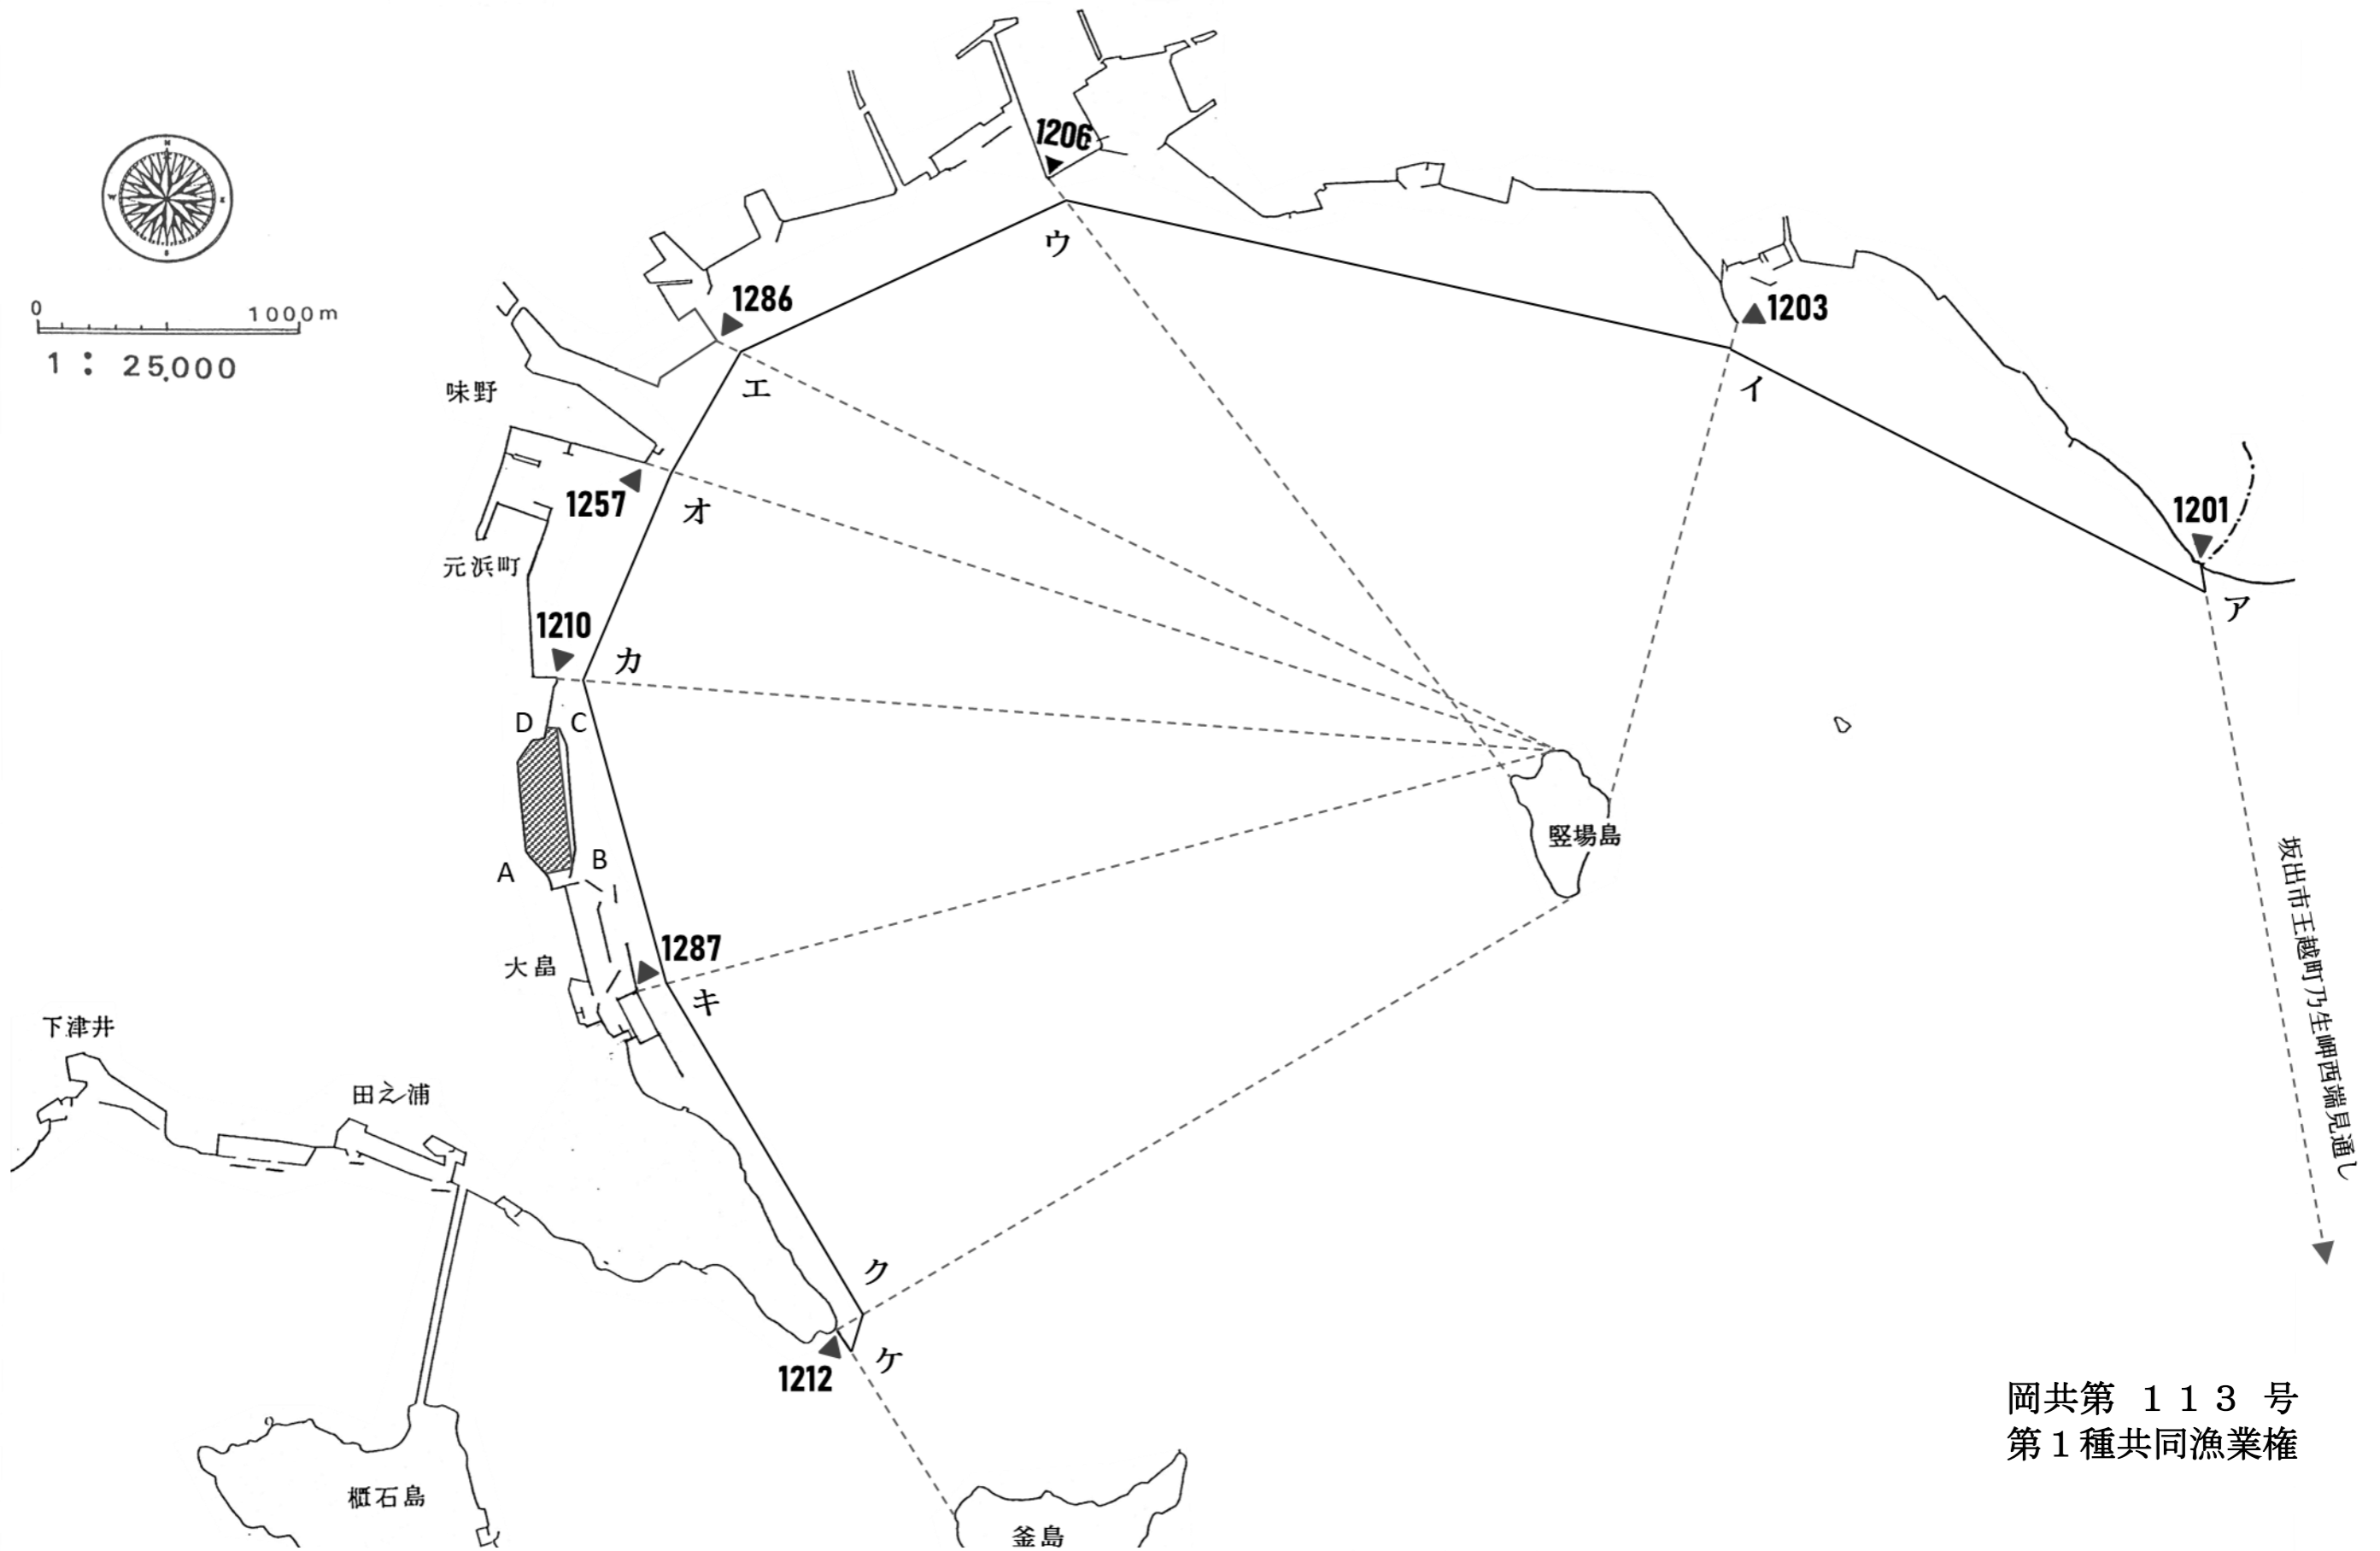 1206
ウ
1286
1203
0 1000m
1 : 25,000
エ
イ
味野
1257
オ
1201
元浜町
ア
1210
カ
D
C
竪場島
坂出市王越町乃生岬西端見通し
A
B
1287
大畠
キ
下津井
田之浦
ク
ケ
1212
岡共第 113 号
第1種共同漁業権
櫃石島
釜島